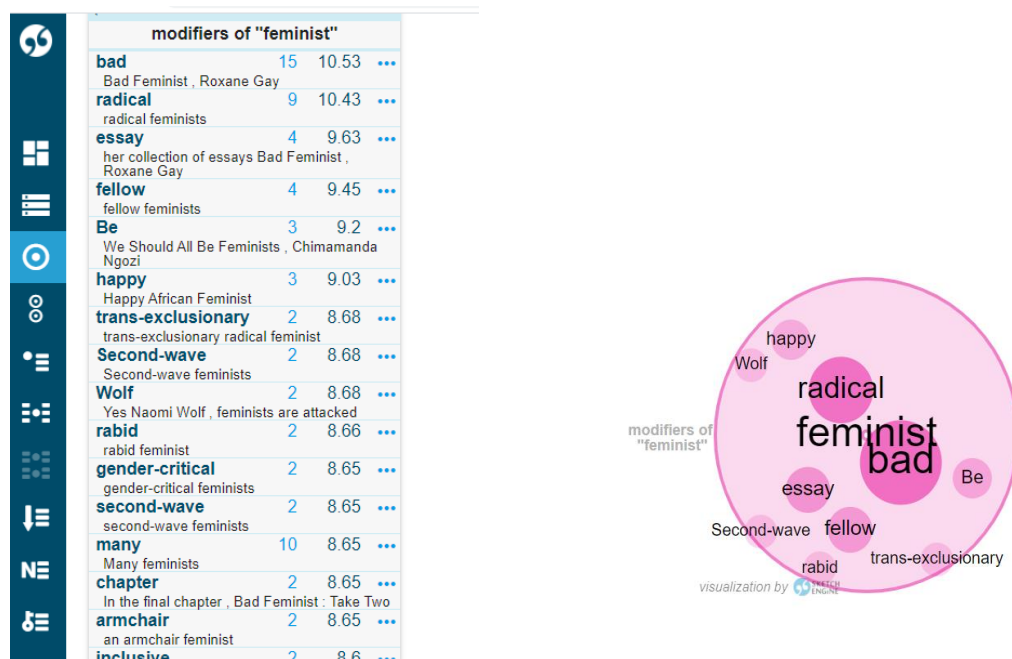 modifiers of "feminist"
bad 15 10.53 •••
Bad Feminist , Roxane Gay
radical 9 10.43 •••
radical feminists
essay 4 9.63 •••
her collection of essays Bad Feminist ,
Roxane Gay
fellow 4 9.45 •••
fellow feminists
Be 3 9.2 •••
We Should All Be Feminists , Chimamanda
Ngozi
happy 3 9.03 •••
Happy African Feminist
trans-exclusionary 2 8.68 •••
trans-exclusionary radical feminist
Second-wave 2 8.68 •••
Second-wave feminists
Wolf 2 8.68 •••
Yes Naomi Wolf , feminists are attacked
rabid 2 8.66 •••
rabid feminist
gender-critical 2 8.65 •••
gender-critical feminists
second-wave 2 8.65 •••
second-wave feminists
many 10 8.65 •••
Many feminists
chapter 2 8.65 •••
In the final chapter , Bad Feminist : Take Two
armchair 2 8.65 •••
an armchair feminist
inclusive 2 8.6 •••
N
happy
Wolf
radical
modifiers of
"feminist"
feminist
bad
Be
essay
Second-wave
fellow
trans-exclusionary
rabid
visualization by SKETCH
ENGINE